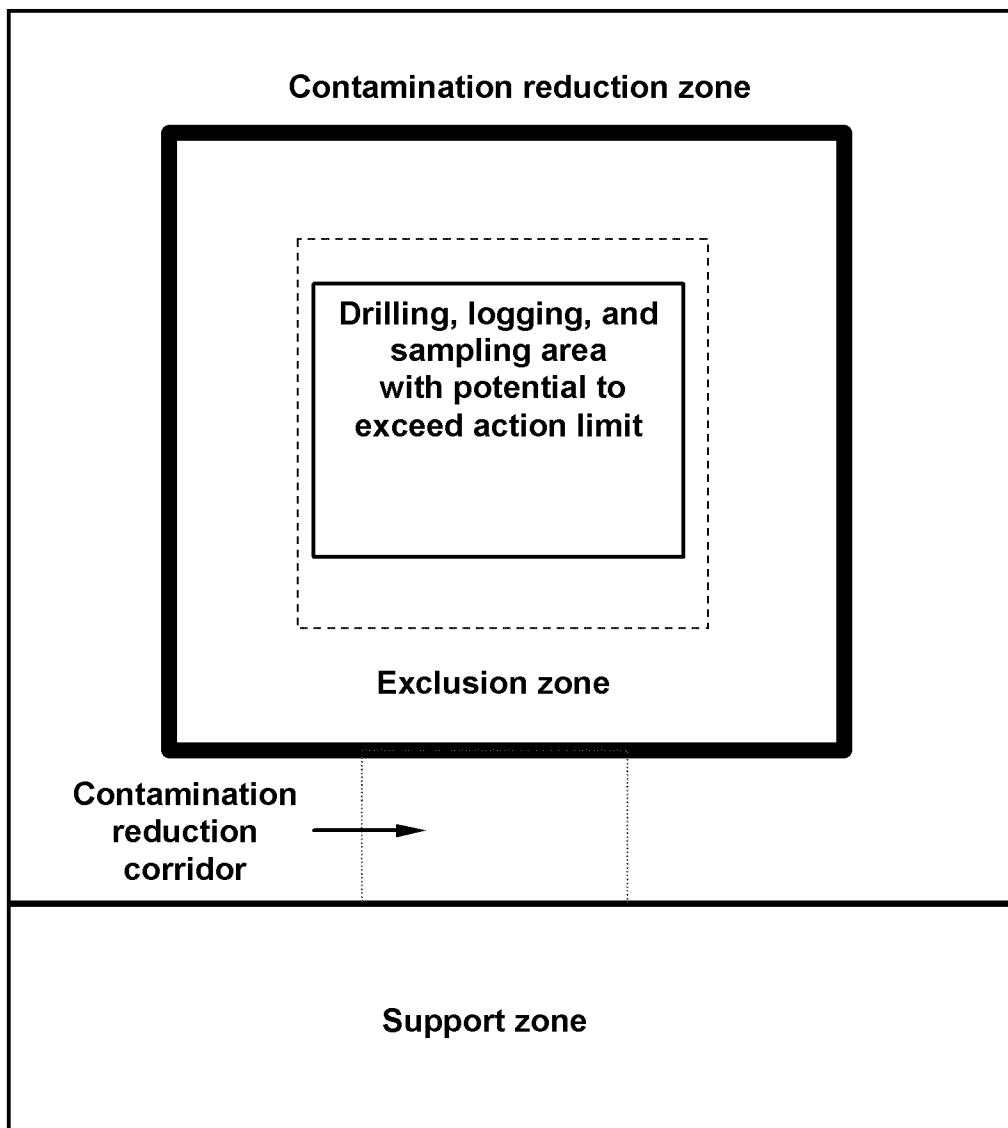 Contamination reduction zone
Drilling, logging, and
sampling area
with potential to
exceed action limit
Exclusion zone
Contamination
reduction
corridor
Support zone